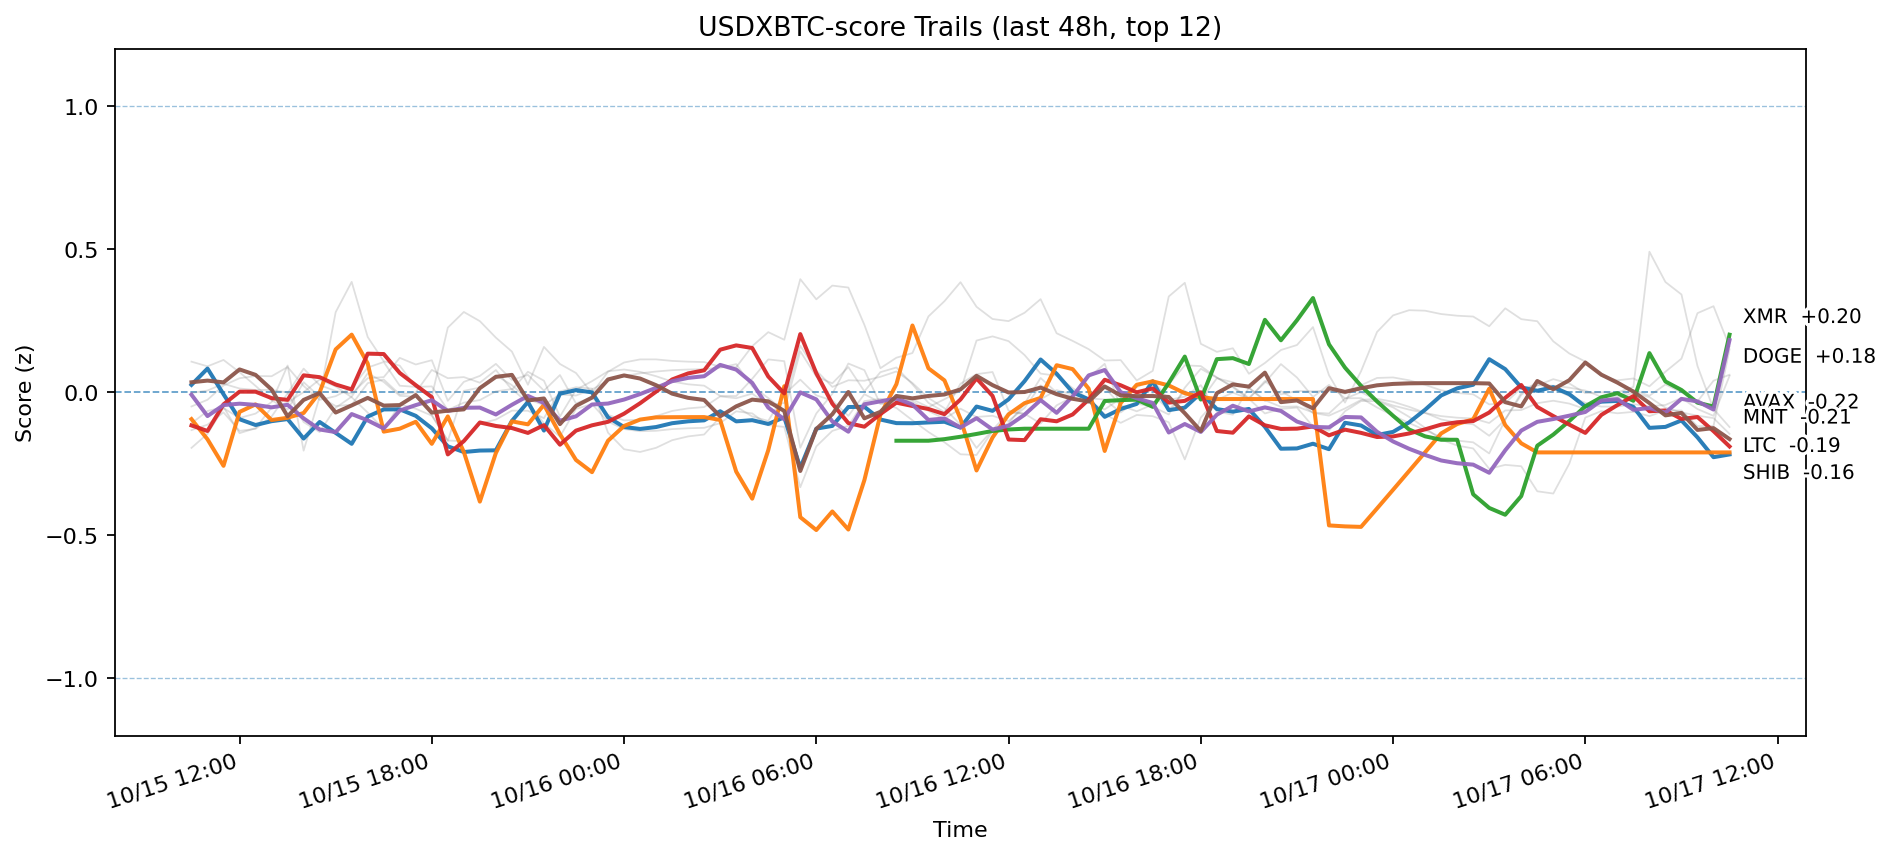 USDXBTC-score Trails (last 48h, top 12)
Score (z)
1.0
0.5
0.0
−0.5
−1.0
XMR +0.20
DOGE +0.18
AVAX -0.22
MNT -0.21
LTC -0.19
SHIB -0.16
10/15 12:00
10/15 18:00
10/16 00:00
10/16 06:00
10/16 12:00
10/16 18:00
10/17 00:00
10/17 06:00
10/17 12:00
Time